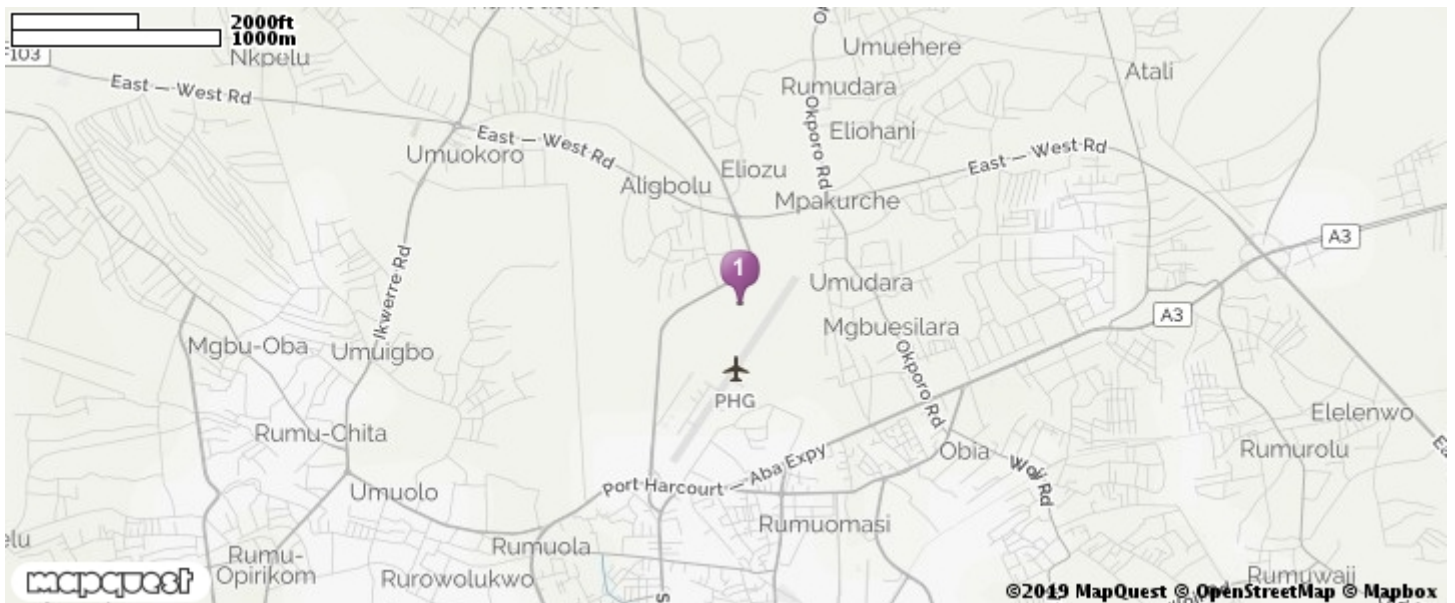 2000ft
1000m
-103
Nkpelu
East — West Rd
Umuokoro
East — West Rd
Aligbolu
Eliozu
Umuehere
Rumudara
Okporo Rd
Eliohani
Atali
East — West Rd
Mpakurche
A3
1
Umudara
A3
Mgbuesilara
Ikwerre Rd
Mgbu-Oba
Umuigbo
Okporo Rd
PHG
Rumu-Chita
Elelenwo
Obia
Rumurolu
Port Harcourt — Aba Expy
Umuolo
Rd
Rumuomasi
elu
Rumuola
Rumu-
Opirikom
Rurowolukwo
Rumuwaji
mapquest
©2019 MapQuest © OpenStreetMap © Mapbox